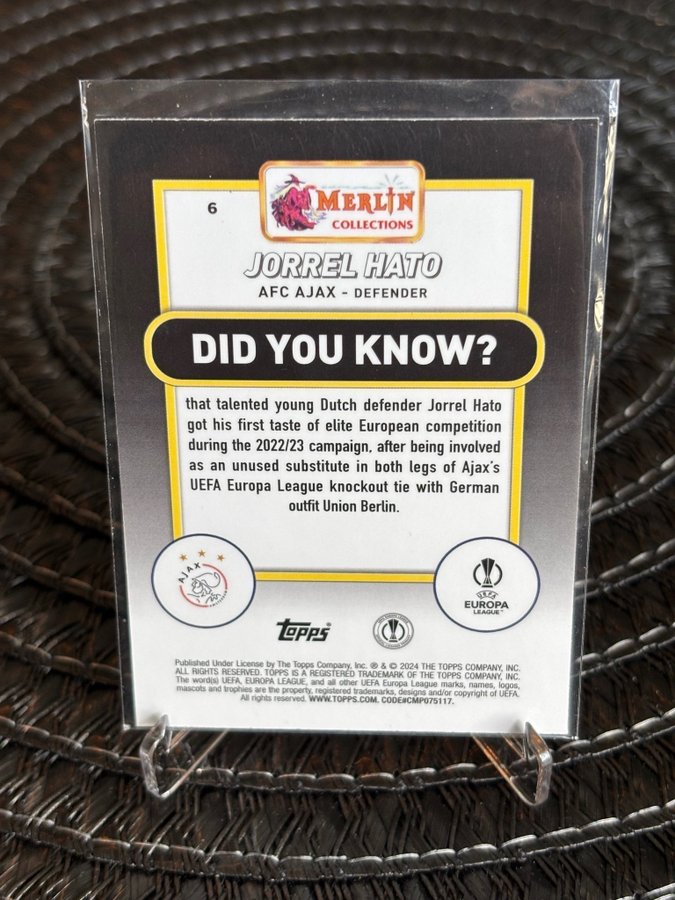 6
MERLIN
COLLECTIONS
JORREL HATO
AFC AJAX - DEFENDER
DID YOU KNOW?
that talented young Dutch defender Jorrel Hato
got his first taste of elite European competition
during the 2022/23 campaign, after being involved
as an unused substitute in both legs of Ajax's
UEFA Europa League knockout tie with German
outfit Union Berlin.
AJAX
UEFA
EUROPA
LEAGUE™
topps®
Published Under License by The Topps Company, Inc. ® & © 2024 THE TOPPS COMPANY, INC.
ALL RIGHTS RESERVED. TOPPS IS A REGISTERED TRADEMARK OF THE TOPPS COMPANY, INC.
The word(s) UEFA, EUROPA LEAGUE, and all other UEFA Europa League marks, names, logos,
mascots and trophies are the property, registered trademarks, designs and/or copyright of UEFA.
All rights reserved. WWW.TOPPS.COM. CODE#CMP075117.